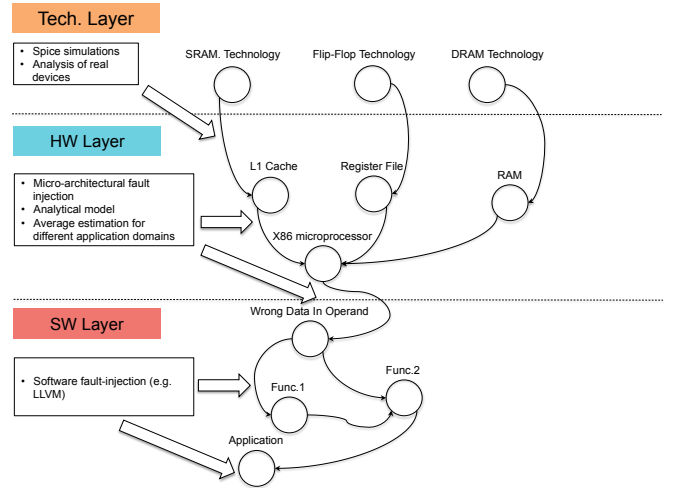 Tech. Layer
• Spice simulations
• Analysis of real
devices
SRAM. Technology
Flip-Flop Technology
DRAM Technology
HW Layer
• Micro-architectural fault
injection
• Analytical model
• Average estimation for
different application domains
L1 Cache
Register File
RAM
X86 microprocessor
SW Layer
• Software fault-injection (e.g.
LLVM)
Wrong Data In Operand
Func.1
Func.2
Application